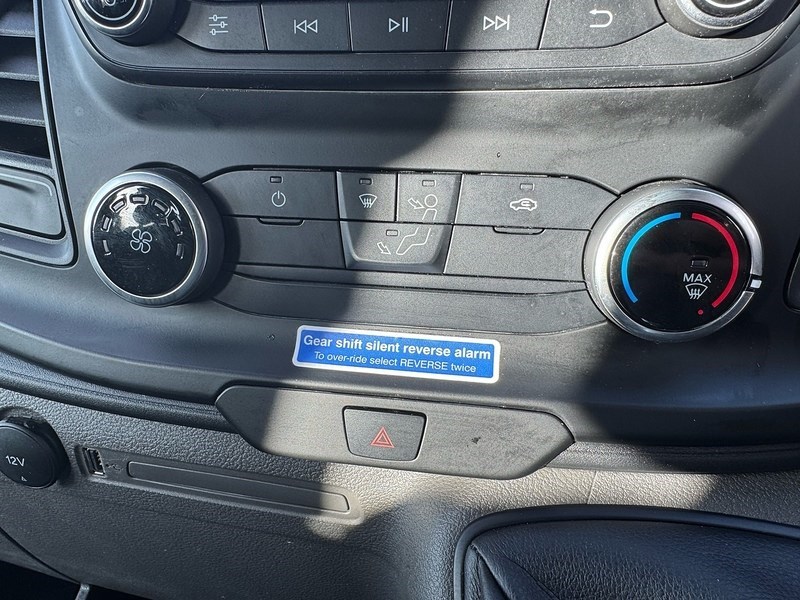 MAX
Gear shift silent reverse alarm
To over-ride select REVERSE twice
12V